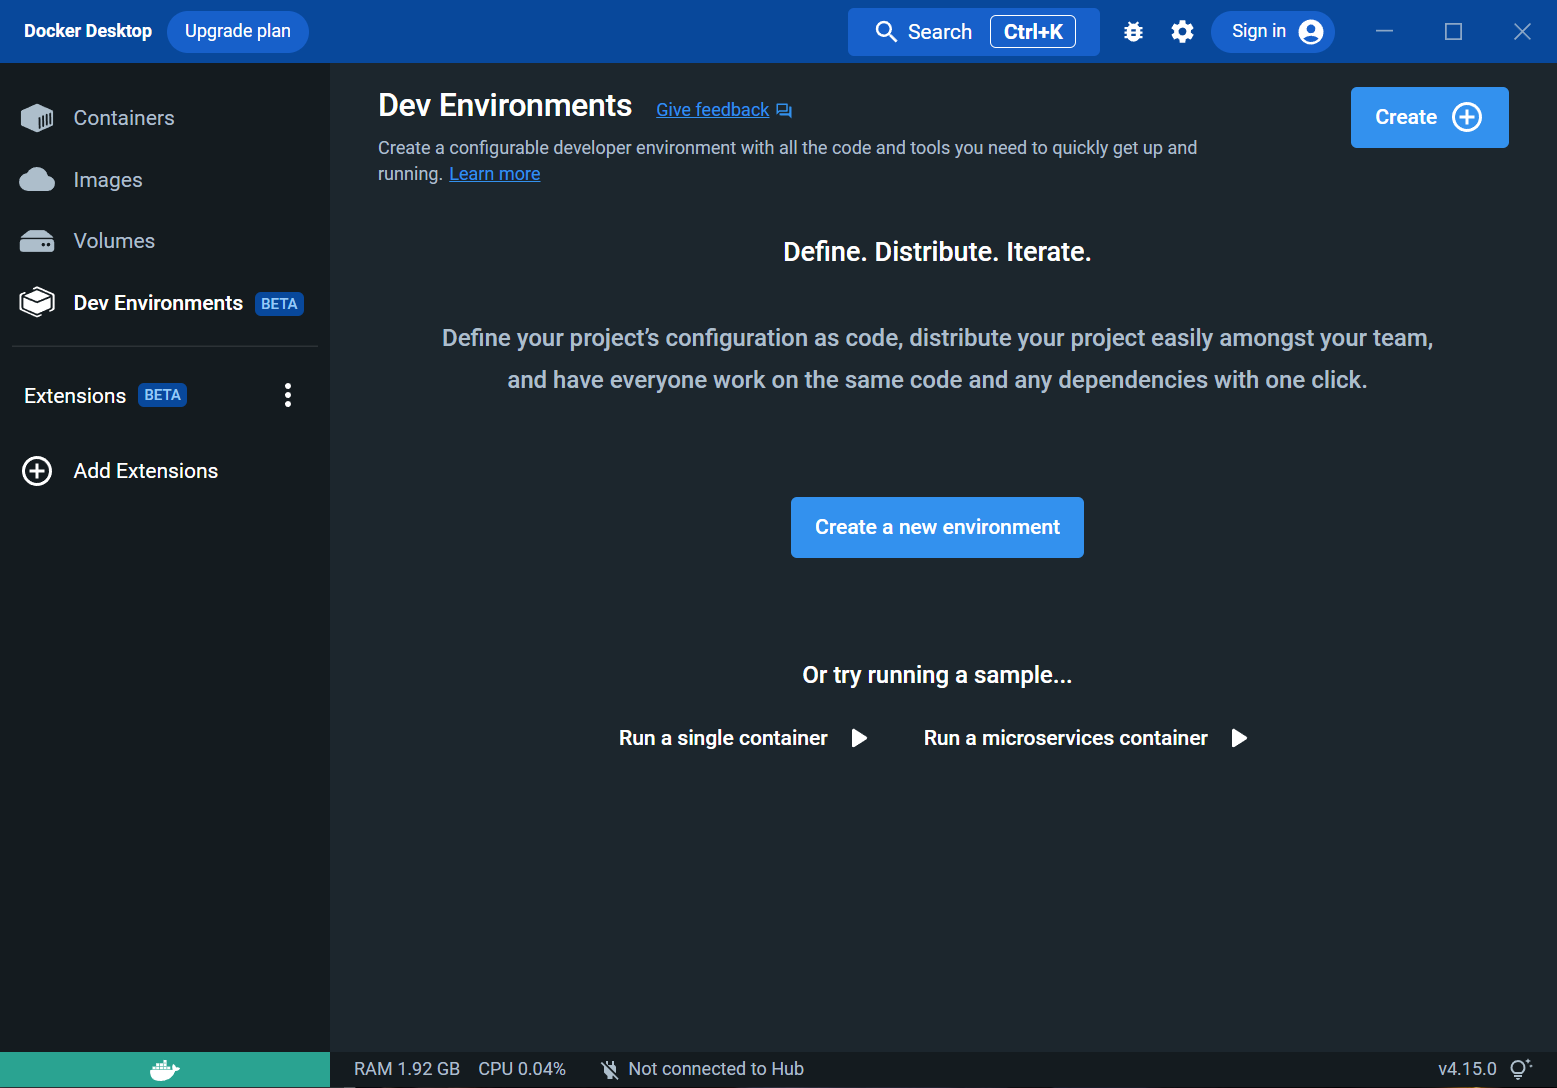 Docker Desktop Upgrade plan Search Ctrl+K Sign in
Containers
Images
Volumes
Dev Environments BETA
Extensions BETA
Add Extensions
Dev Environments Give feedback
Create a configurable developer environment with all the code and tools you need to quickly get up and
running. Learn more
Create
Define. Distribute. Iterate.
Define your project’s configuration as code, distribute your project easily amongst your team,
and have everyone work on the same code and any dependencies with one click.
Create a new environment
Or try running a sample...
Run a single container Run a microservices container
RAM 1.92 GB CPU 0.04% Not connected to Hub v4.15.0